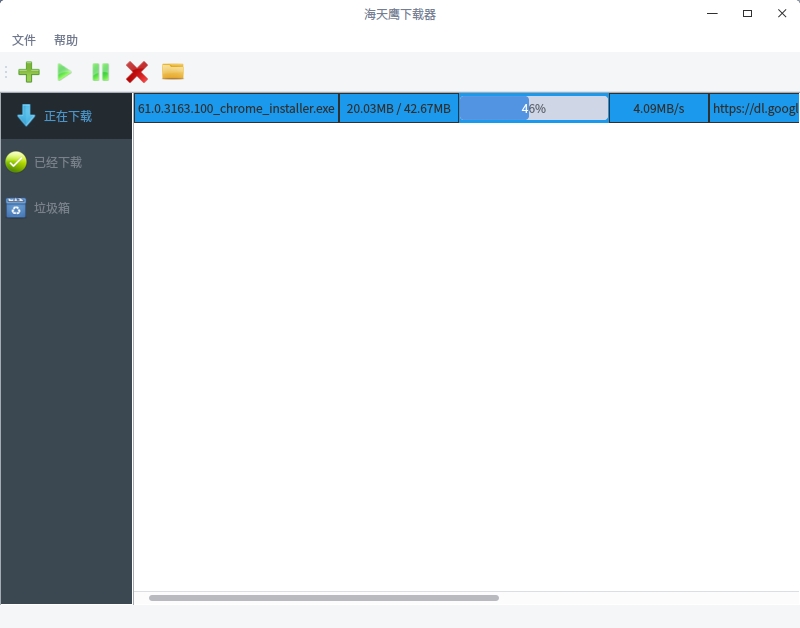 海天鹰下载器
文件 帮助
正在下载
61.0.3163.100_chrome_installer.exe 20.03MB / 42.67MB 46% 4.09MB/s https://dl.googl
已经下载
垃圾箱